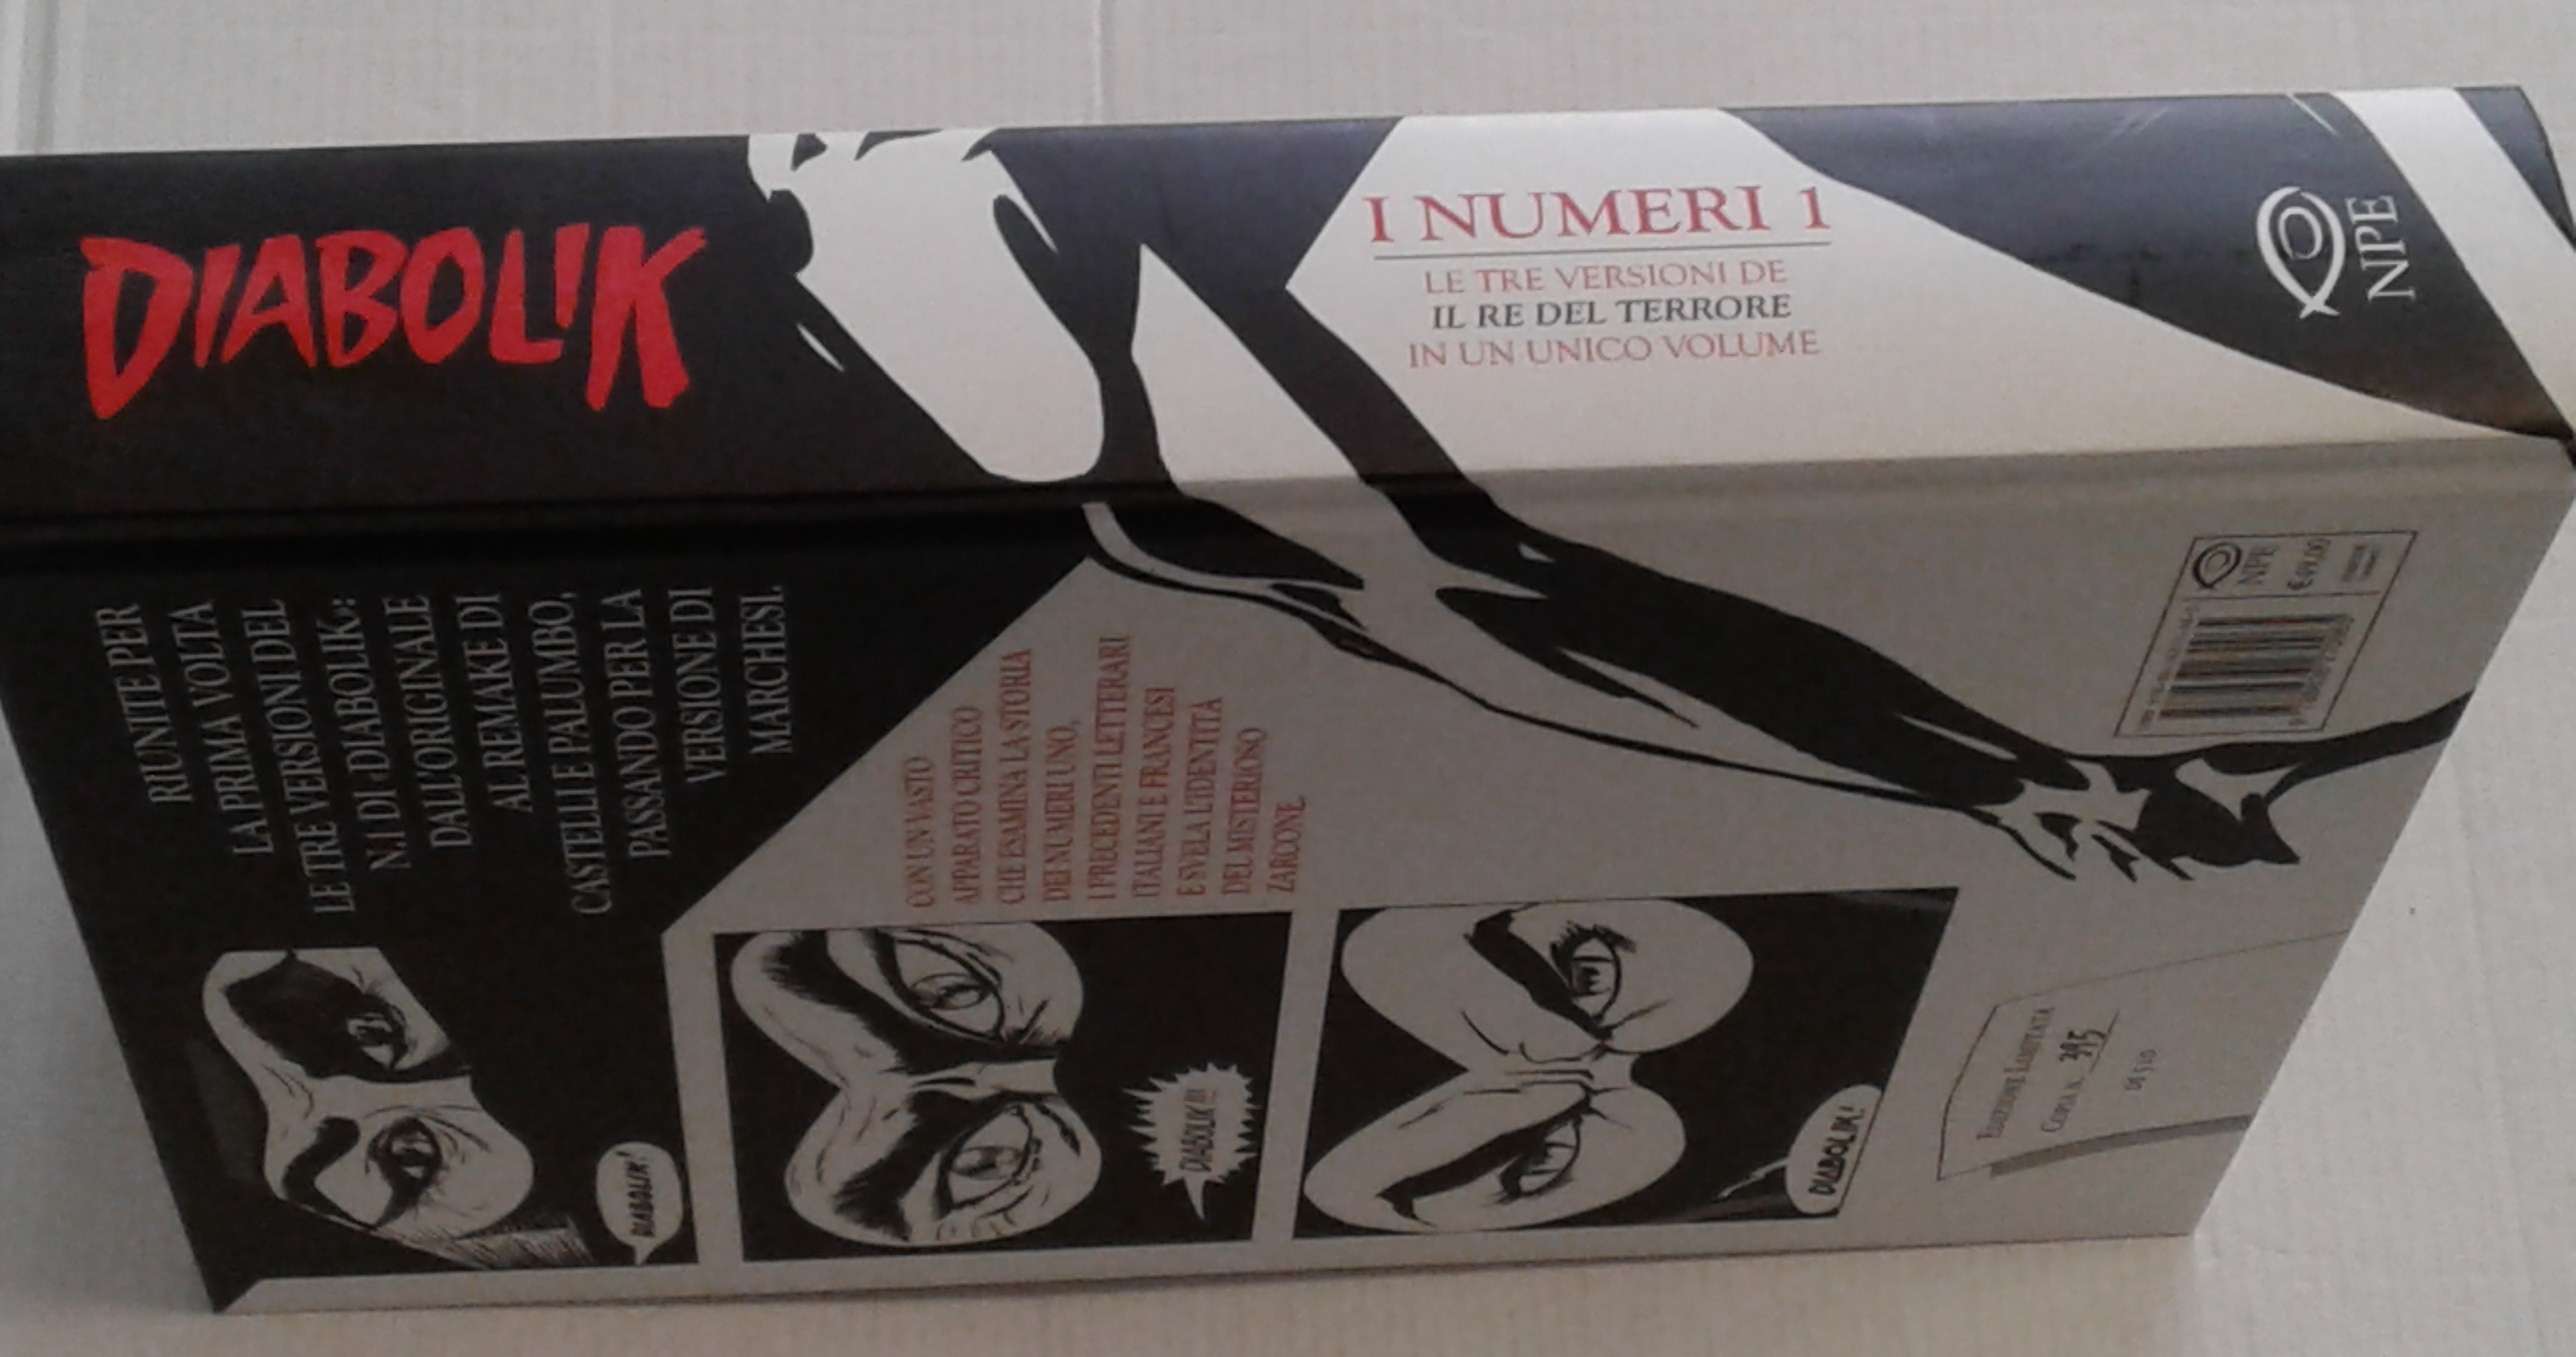 DIABOLIK
I NUMERI 1
LE TRE VERSIONI DE
IL RE DEL TERRORE
IN UN UNICO VOLUME
NPE
RIUNITE PER
LA PRIMA VOLTA
LE TRE VERSIONI DEL
N.1 DI «DIABOLIK»:
DALL'ORIGINALE
AL REMAKE DI
CASTELLI E PALUMBO,
PASSANDO PER LA
VERSIONE DI
MARCHESI.
CON UN VASTO
APPARATO CRITICO
CHE ESAMINA LA STORIA
DEI NUMERI UNO,
I PRECEDENTI LETTERARI
ITALIANI E FRANCESI
E SVELA L'IDENTITÀ
DEL MISTERIOSO
ZARCONE.
DIABOLIK!
DIABOLIK!!!
DIABOLIK!
NPE
EDIZIONE LIMITATA
COPIA N. 395
DI 520